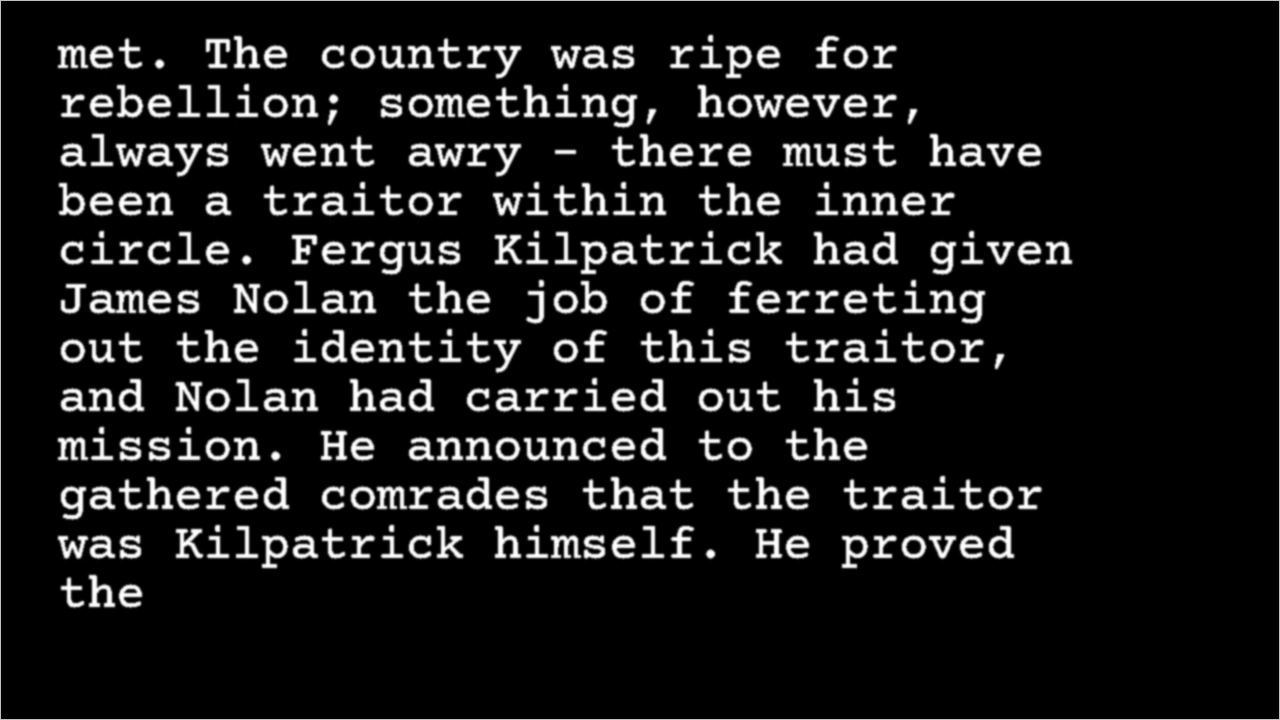 met. The country was ripe for
rebellion; something, however,
always went awry – there must have
been a traitor within the inner
circle. Fergus Kilpatrick had given
James Nolan the job of ferreting
out the identity of this traitor,
and Nolan had carried out his
mission. He announced to the
gathered comrades that the traitor
was Kilpatrick himself. He proved
the